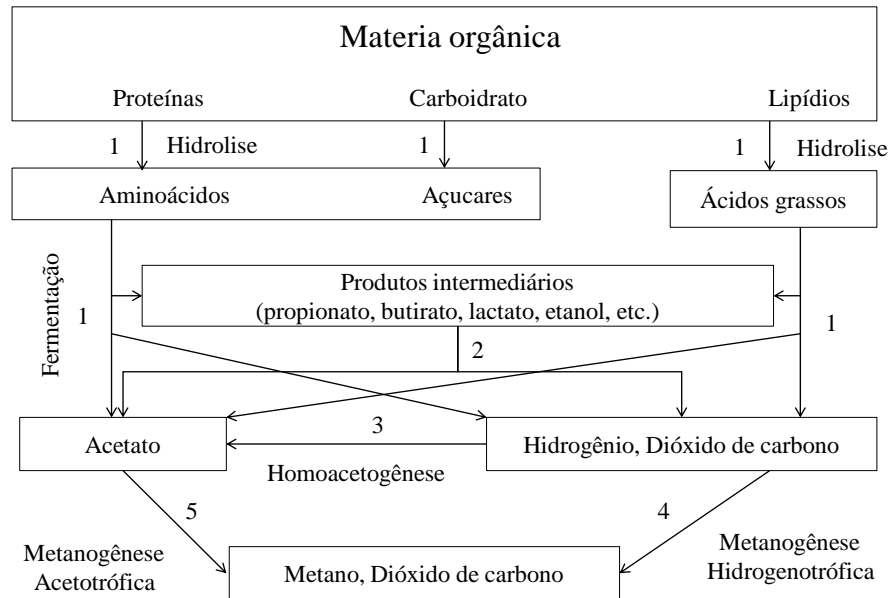 Materia orgânica
Proteínas Carboidrato Lipídios
1 Hidrolise 1 1 Hidrolise
Aminoácidos Açucares
Ácidos grassos
Fermentação
Produtos intermediários
(propionato, butirato, lactato, etanol, etc.)
1 1
2
3
Acetato
Hidrogênio, Dióxido de carbono
Homoacetogênese
5 4
Metanogênese
Acetotrófica
Metanogênese
Hidrogenotrófica
Metano, Dióxido de carbono